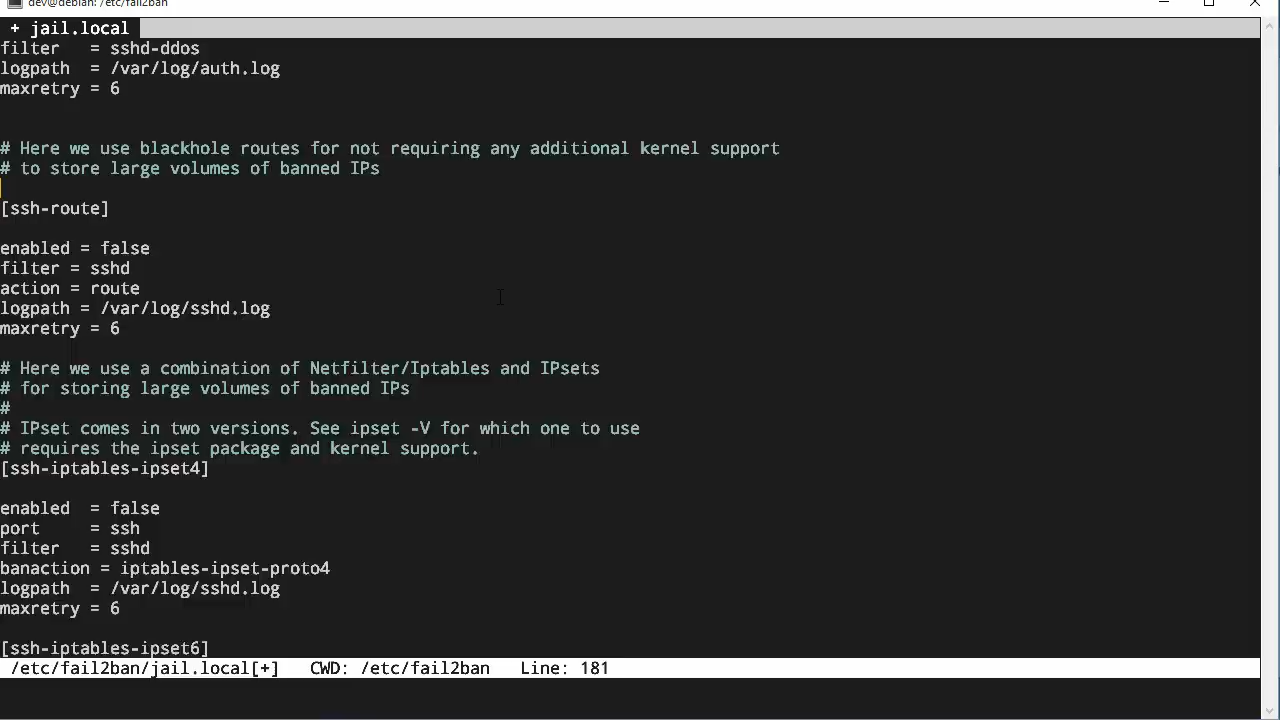 dev@debian: /etc/fail2ban
+ jail.local
filter   = sshd-ddos
logpath  = /var/log/auth.log
maxretry = 6
# Here we use blackhole routes for not requiring any additional kernel support
# to store large volumes of banned IPs
[ssh-route]
enabled = false
filter = sshd
action = route
logpath = /var/log/sshd.log
maxretry = 6
# Here we use a combination of Netfilter/Iptables and IPsets
# for storing large volumes of banned IPs
#
# IPset comes in two versions. See ipset -V for which one to use
# requires the ipset package and kernel support.
[ssh-iptables-ipset4]
enabled  = false
port     = ssh
filter   = sshd
banaction = iptables-ipset-proto4
logpath  = /var/log/sshd.log
maxretry = 6
[ssh-iptables-ipset6]
/etc/fail2ban/jail.local[+]   CWD: /etc/fail2ban   Line: 181